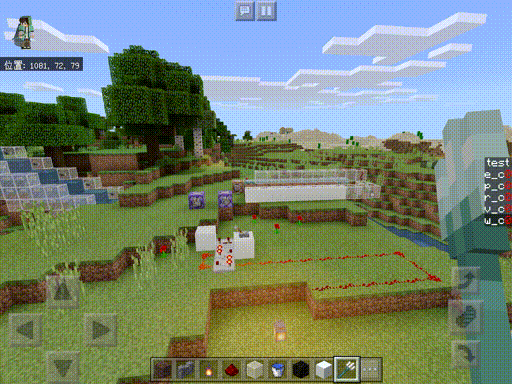 位置: 1081, 72, 79
test
e_c
p_c
r_c
v_c
w_c